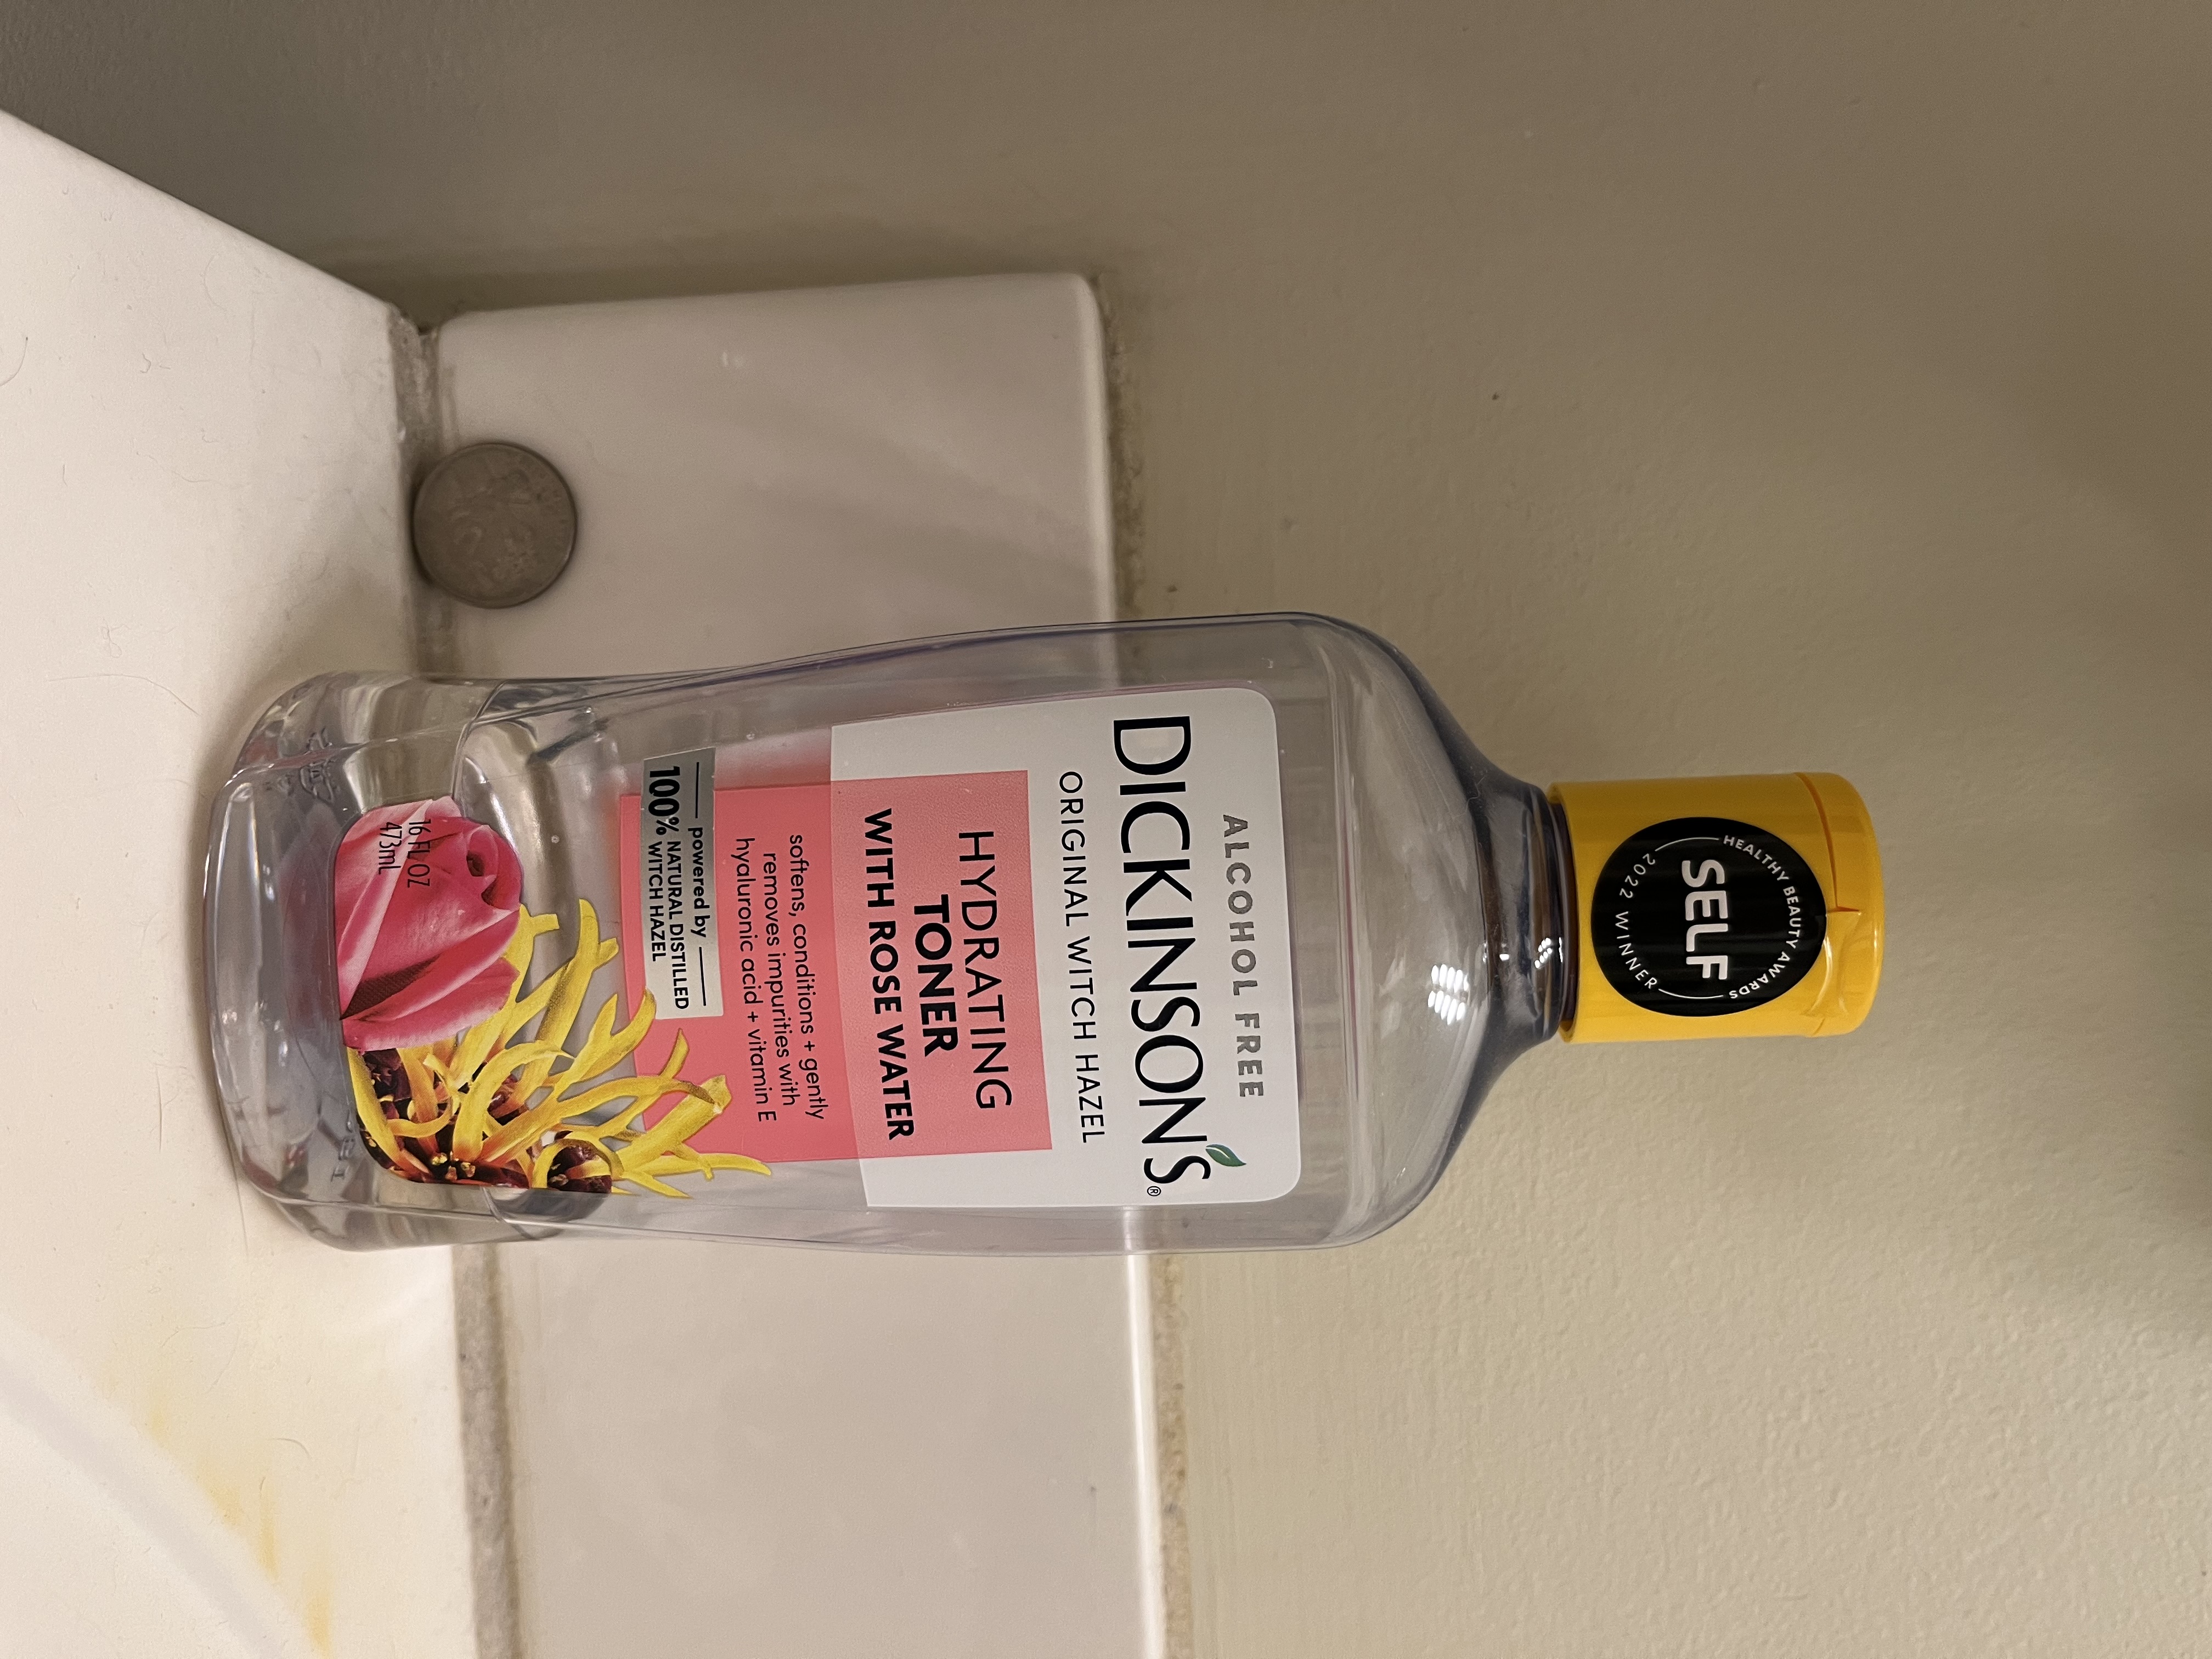 HEALTHY BEAUTY AWARDS
SELF
2022 WINNER
ALCOHOL FREE
DICKINSON'S®
ORIGINAL WITCH HAZEL
HYDRATING
TONER
WITH ROSE WATER
softens, conditions + gently
removes impurities with
hyaluronic acid + vitamin E
powered by
100% NATURAL DISTILLED
WITCH HAZEL
16 FL OZ
473mL